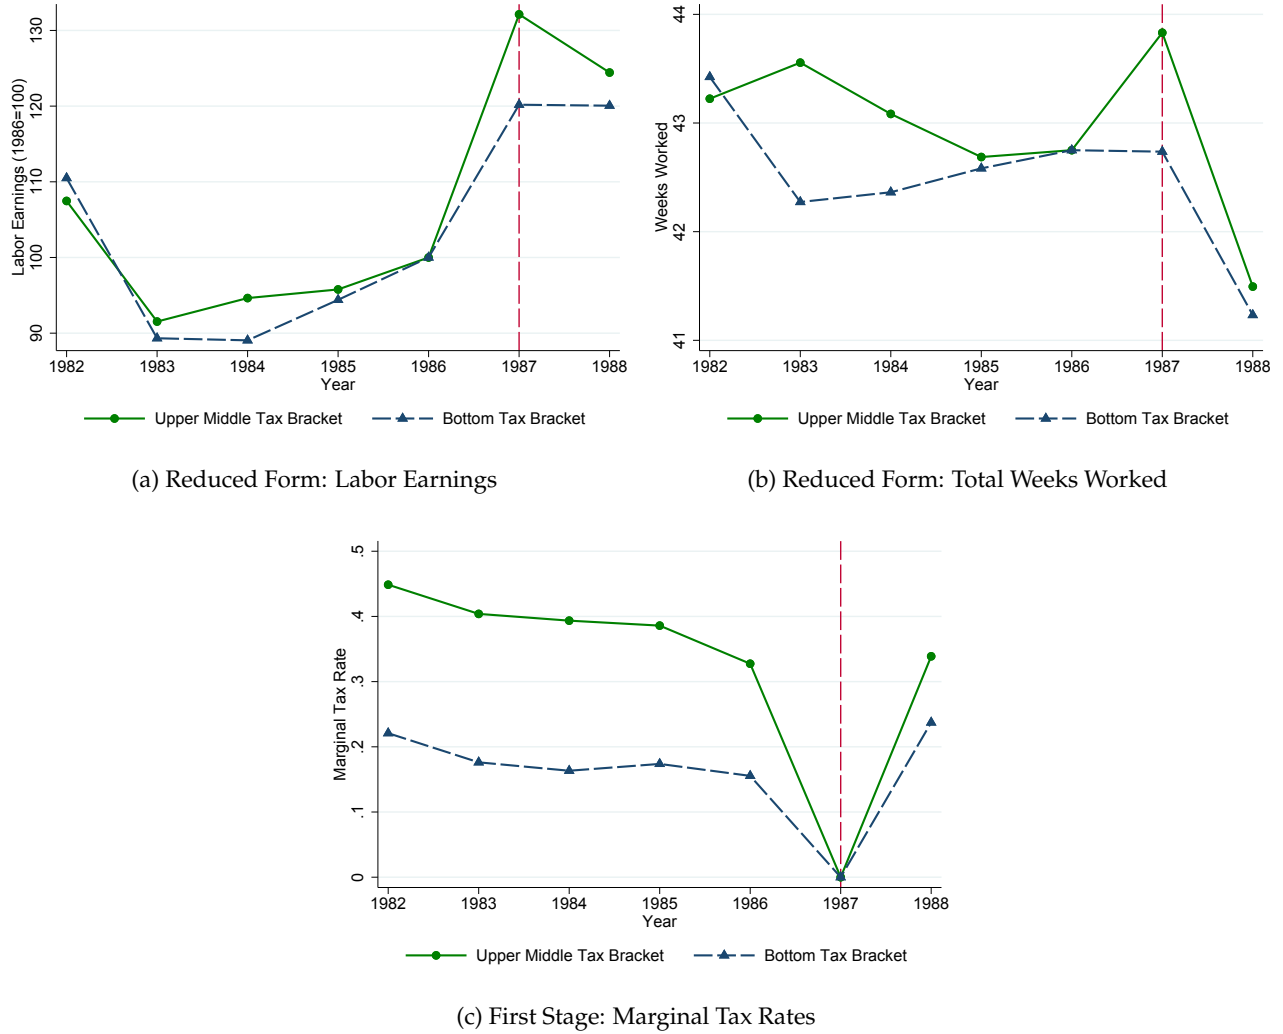 Labor Earnings (1986=100)
130
120
110
100
90
1982 1983 1984 1985 1986 1987 1988
Year
Upper Middle Tax Bracket Bottom Tax Bracket
(a) Reduced Form: Labor Earnings
Weeks Worked
44
43
42
41
1982 1983 1984 1985 1986 1987 1988
Year
Upper Middle Tax Bracket Bottom Tax Bracket
(b) Reduced Form: Total Weeks Worked
Marginal Tax Rate
.5
.4
.3
.2
.1
0
1982 1983 1984 1985 1986 1987 1988
Year
Upper Middle Tax Bracket Bottom Tax Bracket
(c) First Stage: Marginal Tax Rates